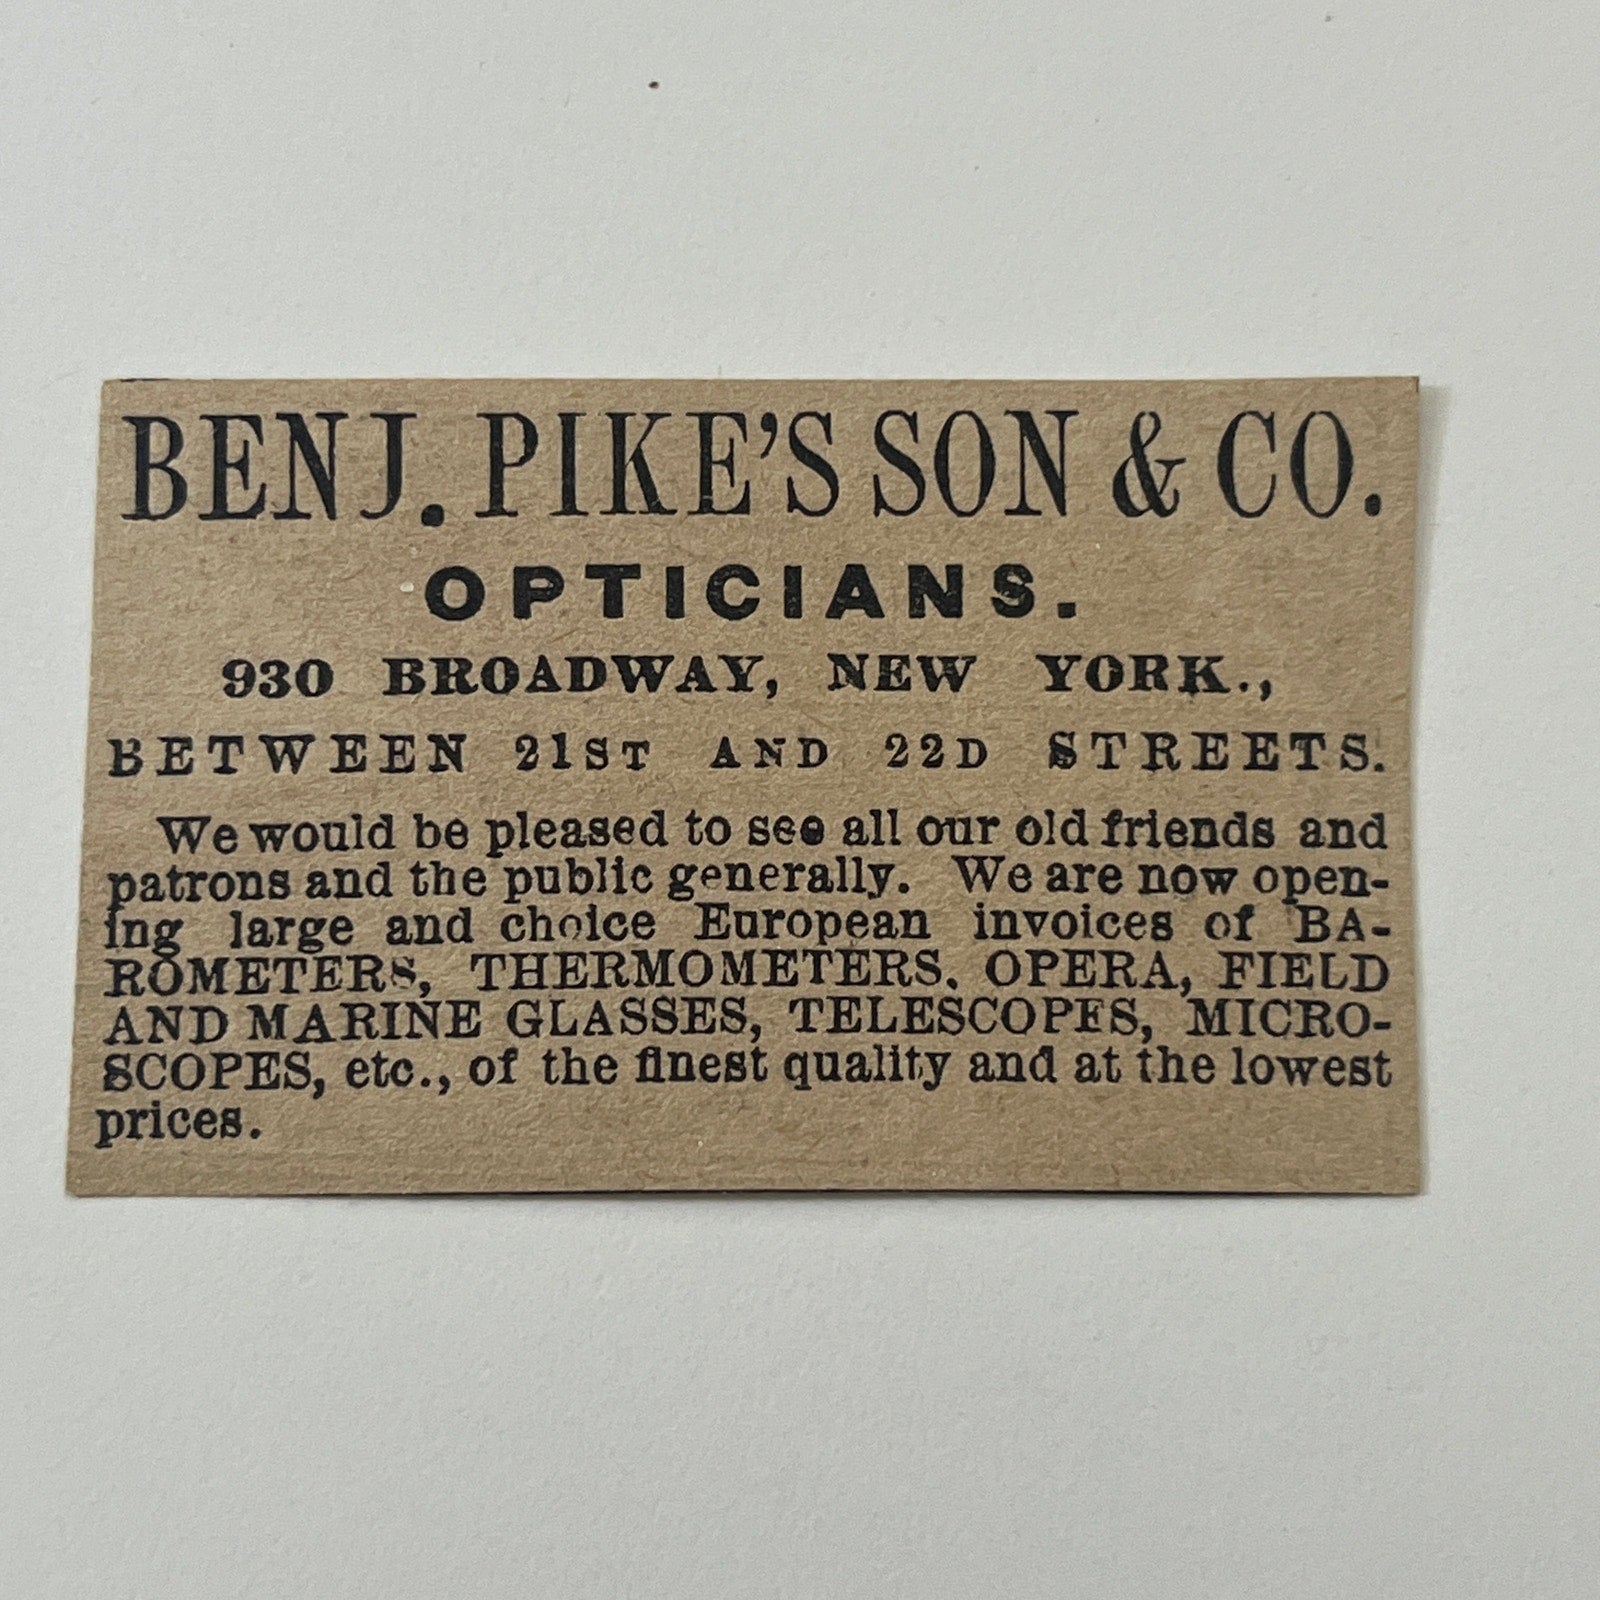 BENJ. PIKE'S SON & CO.
OPTICIANS.
930 BROADWAY, NEW YORK.,
BETWEEN 21ST AND 22D STREETS.
We would be pleased to see all our old friends and
patrons and the public generally. We are now open-
ing large and choice European invoices of BA-
ROMETERS, THERMOMETERS. OPERA, FIELD
AND MARINE GLASSES, TELESCOPES, MICRO-
SCOPES, etc., of the finest quality and at the lowest
prices.